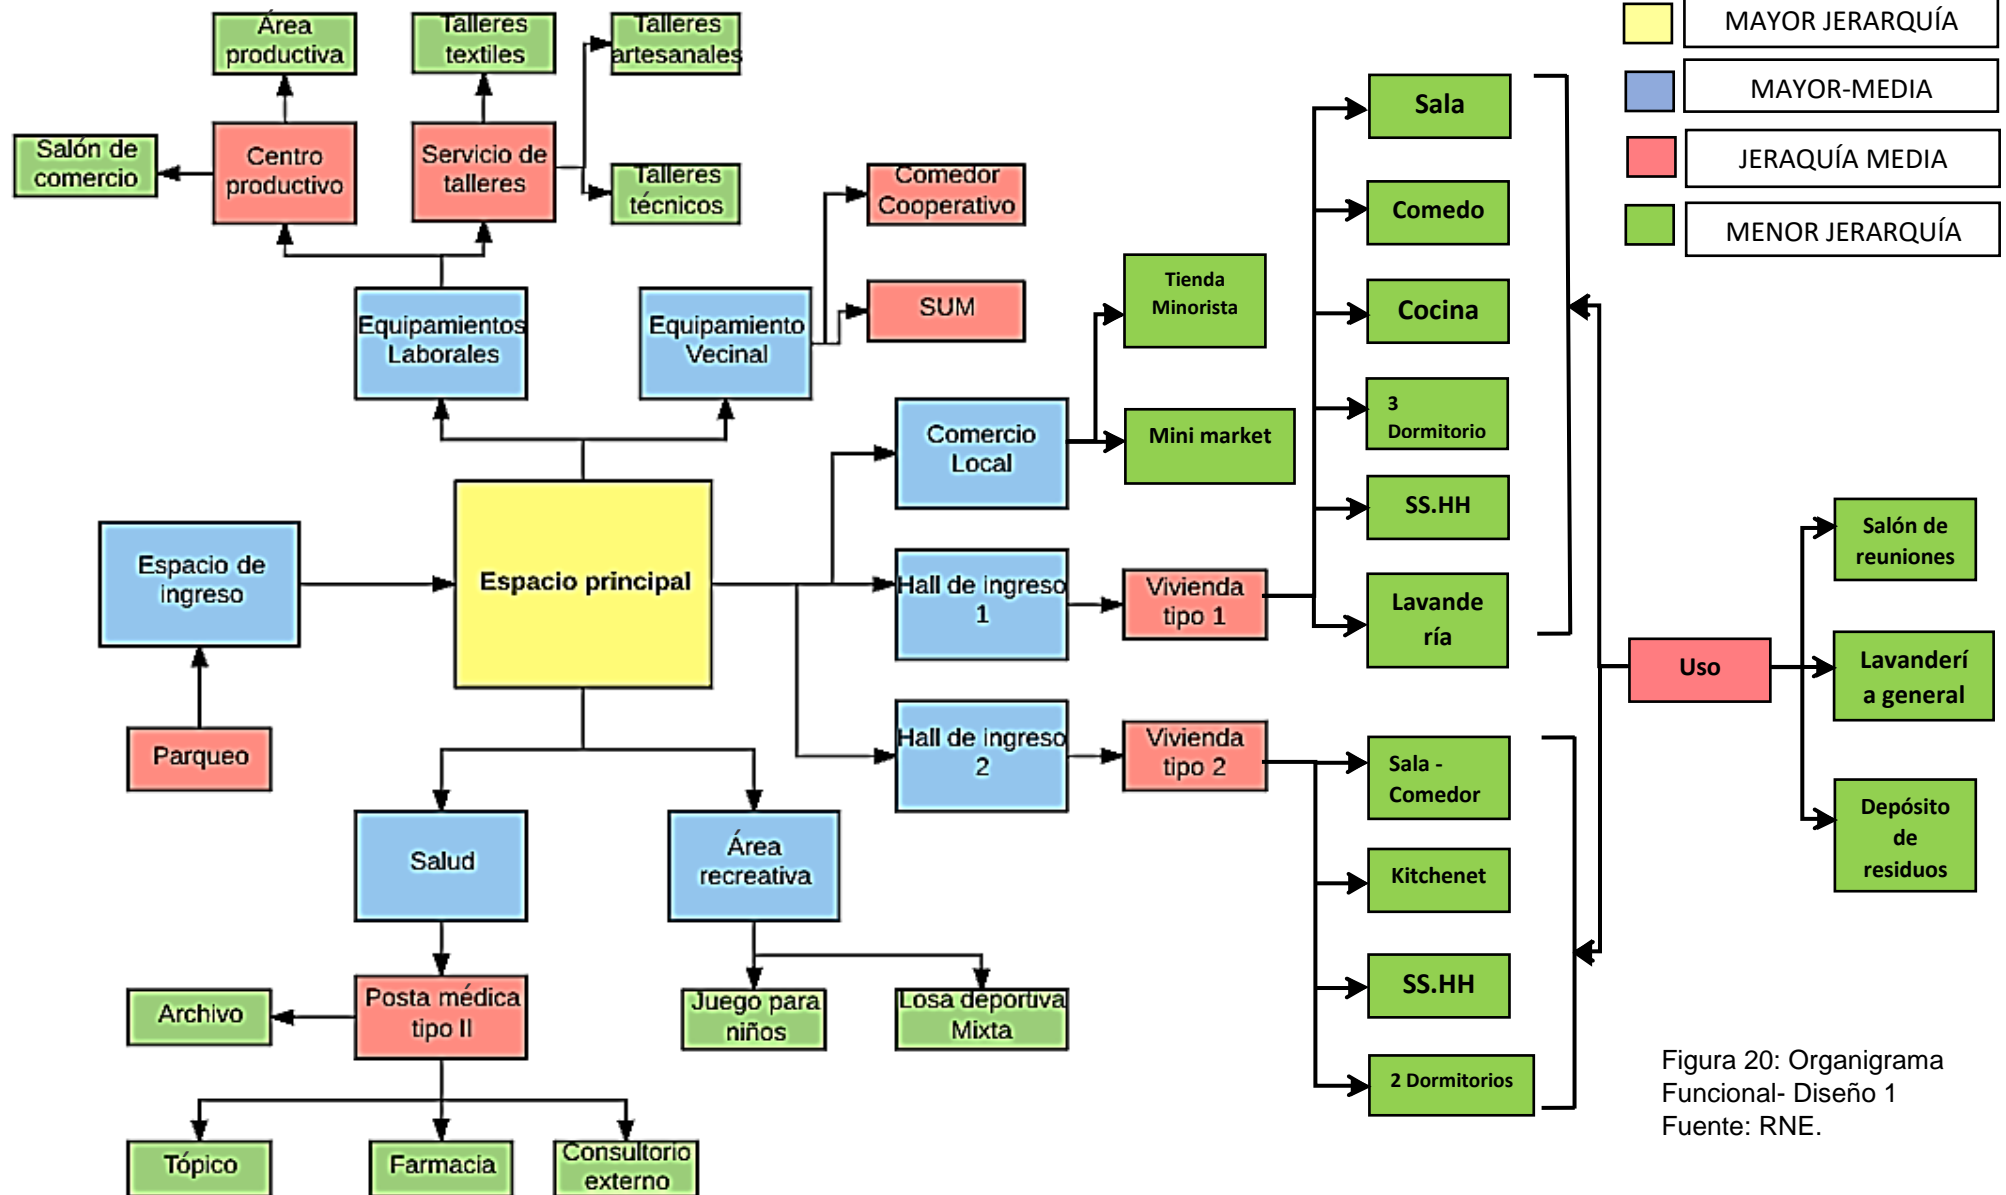 Área
productiva
Talleres
textiles
Talleres
artesanales
MAYOR JERARQUÍA
MAYOR-MEDIA
JERAQUÍA MEDIA
MENOR JERARQUÍA
Salón de
comercio
Centro
productivo
Servicio de
talleres
Talleres
técnicos
Comedor
Cooperativo
SUM
Equipamientos
Laborales
Equipamiento
Vecinal
Tienda
Minorista
Mini market
Comercio
Local
Sala
Comedo
Cocina
3
Dormitorio
SS.HH
Lavande
ría
Espacio de
ingreso
Espacio principal
Hall de ingreso
1
Vivienda
tipo 1
Parqueo
Hall de ingreso
2
Vivienda
tipo 2
Sala -
Comedor
Kitchenet
SS.HH
2 Dormitorios
Uso
Salón de
reuniones
Lavanderí
a general
Depósito
de
residuos
Salud
Área
recreativa
Archivo
Posta médica
tipo II
Juego para
niños
Losa deportiva
Mixta
Tópico
Farmacia
Consultorio
externo
Figura 20: Organigrama
Funcional- Diseño 1
Fuente: RNE.